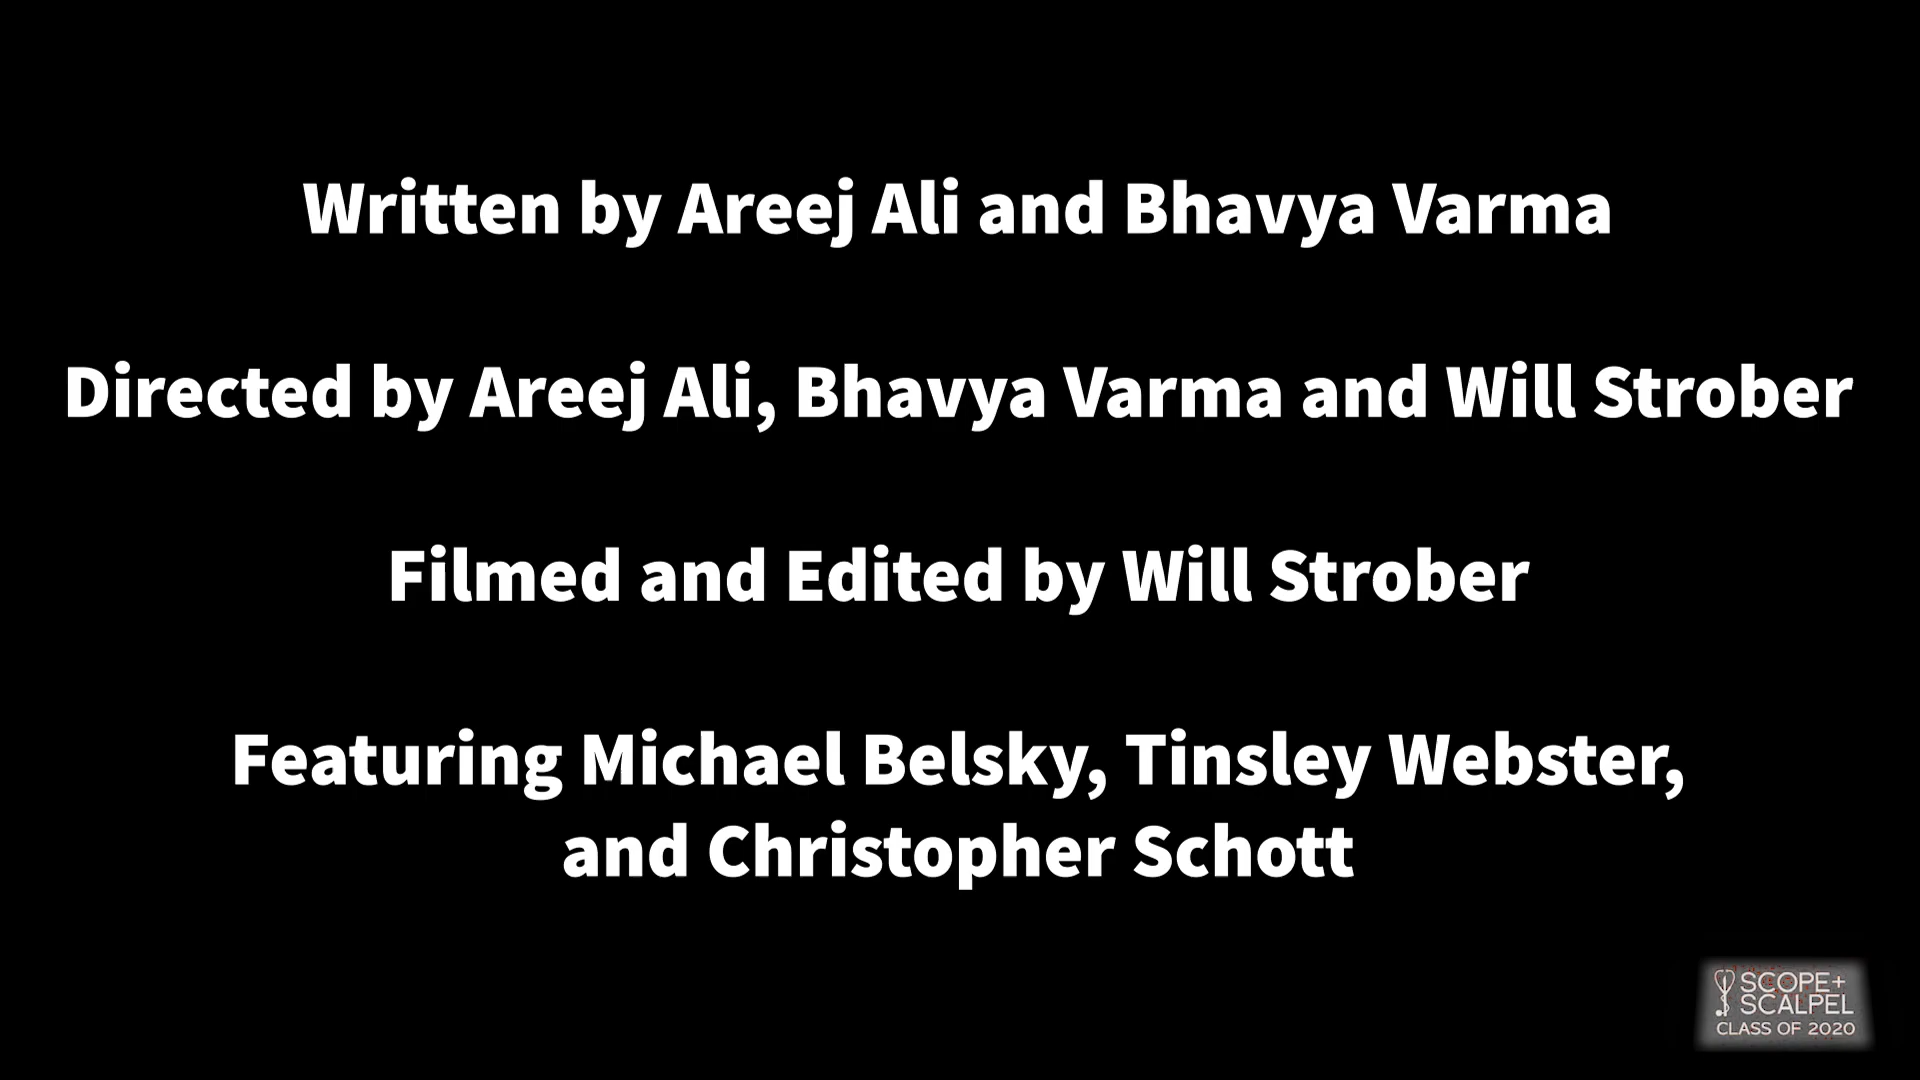 Written by Areej Ali and Bhavya Varma
Directed by Areej Ali, Bhavya Varma and Will Strober
Filmed and Edited by Will Strober
Featuring Michael Belsky, Tinsley Webster,
and Christopher Schott
SCOPE+
SCALPEL
CLASS OF 2020